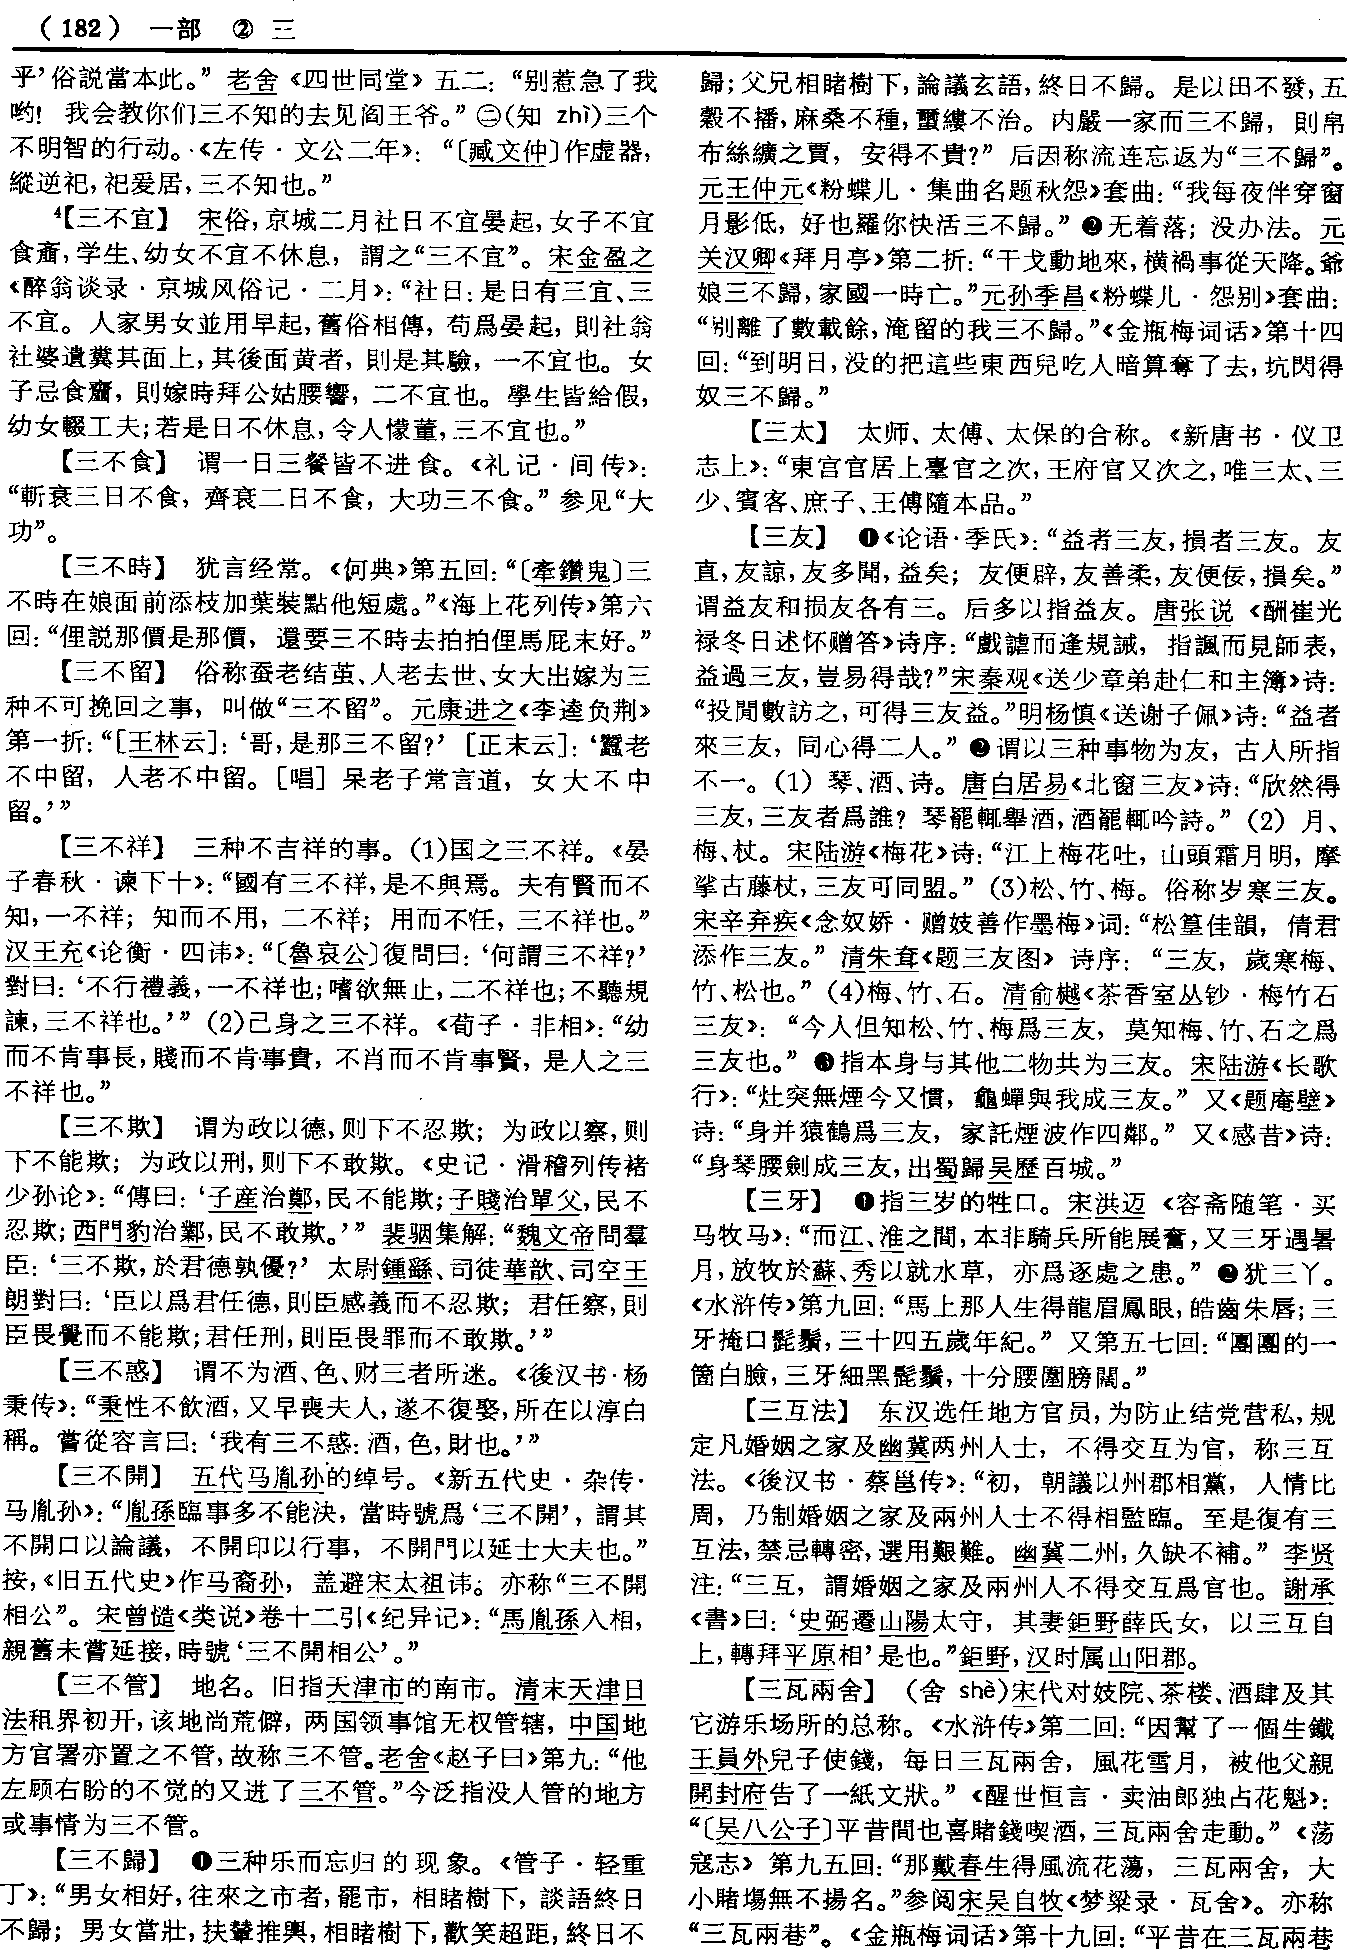 （182） 一部 ② 三
乎’俗説當本此。”老舍《四世同堂》五二：“别惹急了我
哟！我会教你们三不知的去见阎王爷。”㊁（知 zhì）三个
不明智的行动。《左传·文公二年》：“〔臧文仲〕作虚器，
縱逆祀，祀爰居，三不知也。”
【三不宜】 宋俗，京城二月社日不宜晏起，女子不宜
食齑，学生、幼女不宜不休息，謂之“三不宜”。宋金盈之
《醉翁谈录·京城风俗记·二月》：“社日：是日有三宜、三
不宜。人家男女並用早起，舊俗相傳，苟爲晏起，則社翁
社婆遺糞其面上，其後面黄者，則是其驗，一不宜也。女
子忌食齏，則嫁時拜公姑腰響，二不宜也。學生皆給假，
幼女輟工夫；若是日不休息，令人懞董，三不宜也。”
【三不食】 谓一日三餐皆不进食。《礼记·间传》：
“斬衰三日不食，齊衰二日不食，大功三不食。”参见“大
功”。
【三不時】 犹言经常。《何典》第五回：“〔牽鑽鬼〕三
不時在娘面前添枝加葉裝點他短處。”《海上花列传》第六
回：“俚説那價是那價，還要三不時去拍拍俚馬屁末好。”
【三不留】 俗称蚕老结茧、人老去世、女大出嫁为三
种不可挽回之事，叫做“三不留”。元康进之《李逵负荆》
第一折：“［王林云］：‘哥，是那三不留？’［正末云］：‘蠶老
不中留，人老不中留。［唱］呆老子常言道，女大不中
留。’”
【三不祥】 三种不吉祥的事。（1）国之三不祥。《晏
子春秋·谏下十》：“國有三不祥，是不與焉。夫有賢而不
知，一不祥；知而不用，二不祥；用而不任，三不祥也。”
汉王充《论衡·四讳》：“〔魯哀公〕復問曰：‘何謂三不祥？’
對曰：‘不行禮義，一不祥也；嗜欲無止，二不祥也；不聽規
諫，三不祥也。’”（2）己身之三不祥。《荀子·非相》：“幼
而不肯事長，賤而不肯事貴，不肖而不肯事賢，是人之三
不祥也。”
【三不欺】 谓为政以德，则下不忍欺；为政以察，则
下不能欺；为政以刑，则下不敢欺。《史记·滑稽列传褚
少孙论》：“傳曰：‘子産治鄭，民不能欺；子賤治單父，民不
忍欺；西門豹治鄴，民不敢欺。’”裴骃集解：“魏文帝問羣
臣：‘三不欺，於君德孰優？’太尉鍾繇、司徒華歆、司空王
朗對曰：‘臣以爲君任德，則臣感義而不忍欺；君任察，則
臣畏覺而不能欺；君任刑，則臣畏罪而不敢欺。’”
【三不惑】 谓不为酒、色、财三者所迷。《後汉书·杨
秉传》：“秉性不飲酒，又早喪夫人，遂不復娶，所在以淳白
稱。嘗從容言曰：‘我有三不惑：酒，色，財也。’”
【三不開】 五代马胤孙的绰号。《新五代史·杂传·
马胤孙》：“胤孫臨事多不能決，當時號爲‘三不開’，謂其
不開口以論議，不開印以行事，不開門以延士大夫也。”
按，《旧五代史》作马裔孙，盖避宋太祖讳。亦称“三不開
相公”。宋曾慥《类说》卷十二引《纪异记》：“馬胤孫入相，
親舊未嘗延接，時號‘三不開相公’。”
【三不管】 地名。旧指天津市的南市。清末天津日
法租界初开，该地尚荒僻，两国领事馆无权管辖，中国地
方官署亦置之不管，故称三不管。老舍《赵子曰》第九：“他
左顾右盼的不觉的又进了三不管。”今泛指没人管的地方
或事情为三不管。
【三不歸】 ❶三种乐而忘归的现象。《管子·轻重
丁》：“男女相好，往來之市者，罷市，相睹樹下，談語終日
不歸；男女當壯，扶輦推輿，相睹樹下，歡笑超距，終日不
歸；父兄相睹樹下，論議玄語，終日不歸。是以田不發，五
穀不播，麻桑不種，䌰縷不治。内嚴一家而三不歸，則帛
布絲纊之賈，安得不貴？”后因称流连忘返为“三不歸”。
元王仲元《粉蝶儿·集曲名题秋怨》套曲：“我每夜伴穿窗
月影低，好也羅你快活三不歸。”❷无着落；没办法。元
关汉卿《拜月亭》第二折：“干戈動地來，横禍事從天降。爺
娘三不歸，家國一時亡。”元孙季昌《粉蝶儿·怨别》套曲：
“别離了數載餘，淹留的我三不歸。”《金瓶梅词话》第十四
回：“到明日，没的把這些東西兒吃人暗算奪了去，坑閃得
奴三不歸。”
【三太】 太师、太傅、太保的合称。《新唐书·仪卫
志上》：“東宫官居上臺官之次，王府官又次之，唯三太、三
少、賓客、庶子、王傅隨本品。”
【三友】 ❶《论语·季氏》：“益者三友，損者三友。友
直，友諒，友多聞，益矣；友便辟，友善柔，友便佞，損矣。”
谓益友和损友各有三。后多以指益友。唐张说《酬崔光
禄冬日述怀赠答》诗序：“戲謔而逢規誡，指諷而見師表，
益過三友，豈易得哉？”宋秦观《送少章弟赴仁和主簿》诗：
“投閒數訪之，可得三友益。”明杨慎《送谢子佩》诗：“益者
來三友，同心得二人。”❷谓以三种事物为友，古人所指
不一。（1）琴、酒、诗。唐白居易《北窗三友》诗：“欣然得
三友，三友者爲誰？琴罷輒舉酒，酒罷輒吟詩。”（2）月、
梅、杖。宋陆游《梅花》诗：“江上梅花吐，山頭霜月明，摩
挲古藤杖，三友可同盟。”（3）松、竹、梅。俗称岁寒三友。
宋辛弃疾《念奴娇·赠妓善作墨梅》词：“松篁佳韻，倩君
添作三友。”清朱耷《题三友图》诗序：“三友，歲寒梅、
竹、松也。”（4）梅、竹、石。清俞樾《茶香室丛钞·梅竹石
三友》：“今人但知松、竹、梅爲三友，莫知梅、竹、石之爲
三友也。”❸指本身与其他二物共为三友。宋陆游《长歌
行》：“灶突無煙今又慣，龜蟬與我成三友。”又《题庵壁》
诗：“身并猿鶴爲三友，家託煙波作四鄰。”又《感昔》诗：
“身琴腰劍成三友，出蜀歸吴歷百城。”
【三牙】 ❶指三岁的牲口。宋洪迈《容斋随笔·买
马牧马》：“而江、淮之間，本非騎兵所能展奮，又三牙遇暑
月，放牧於蘇、秀以就水草，亦爲逐處之患。”❷犹三丫。
《水浒传》第九回：“馬上那人生得龍眉鳳眼，皓齒朱唇；三
牙掩口髭鬚，三十四五歲年紀。”又第五七回：“團團的一
箇白臉，三牙細黑髭鬚，十分腰圍膀闊。”
【三互法】 东汉选任地方官员，为防止结党营私，规
定凡婚姻之家及幽冀两州人士，不得交互为官，称三互
法。《後汉书·蔡邕传》：“初，朝議以州郡相黨，人情比
周，乃制婚姻之家及兩州人士不得相監臨。至是復有三
互法，禁忌轉密，選用艱難。幽冀二州，久缺不補。”李贤
注：“三互，謂婚姻之家及兩州人不得交互爲官也。謝承
《書》曰：‘史弼遷山陽太守，其妻鉅野薛氏女，以三互自
上，轉拜平原相’是也。”鉅野，汉时属山阳郡。
【三瓦兩舍】 （舍 shè）宋代对妓院、茶楼、酒肆及其
它游乐场所的总称。《水浒传》第二回：“因幫了一個生鐵
王員外兒子使錢，每日三瓦兩舍，風花雪月，被他父親
開封府告了一紙文狀。”《醒世恒言·卖油郎独占花魁》：
“〔吴八公子〕平昔間也喜賭錢喫酒，三瓦兩舍走動。”《荡
寇志》第九五回：“那戴春生得風流花蕩，三瓦兩舍，大
小賭場無不揚名。”参阅宋吴自牧《梦粱录·瓦舍》。亦称
“三瓦兩巷”。《金瓶梅词话》第十九回：“平昔在三瓦兩巷